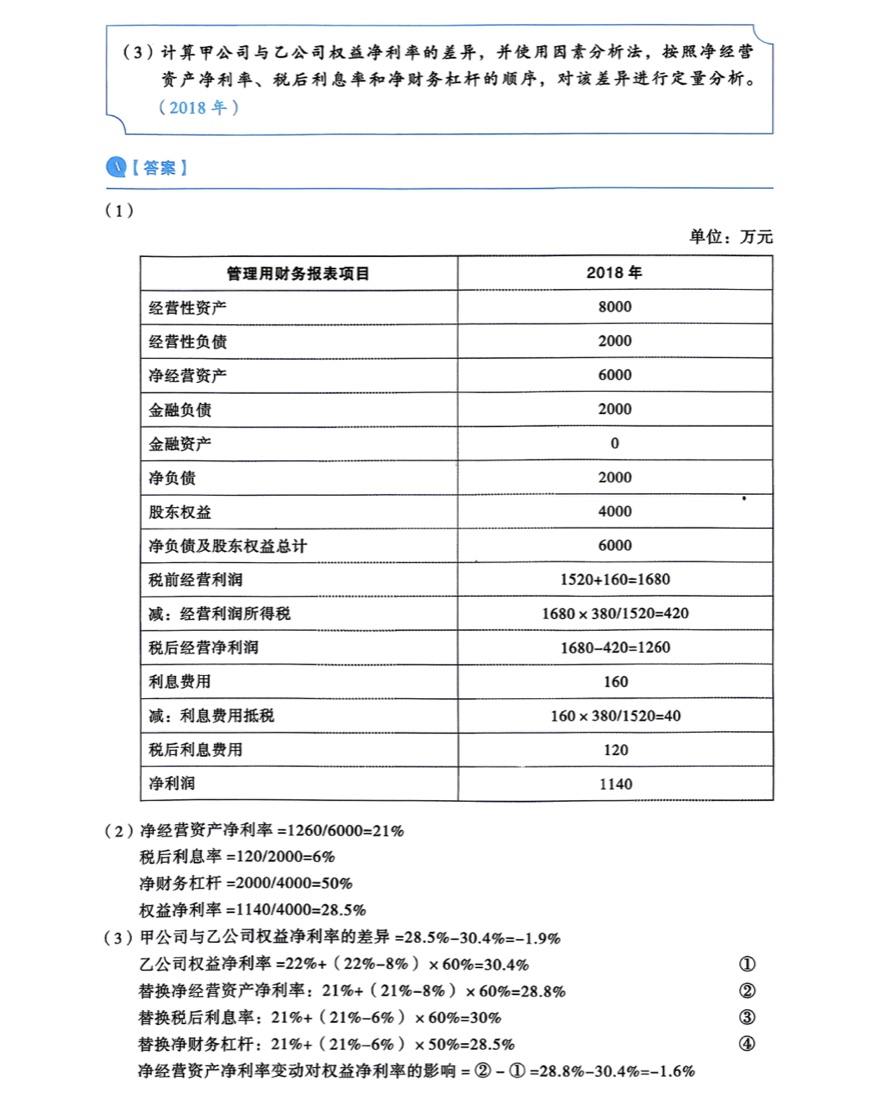 （3）计算甲公司与乙公司权益净利率的差异，并使用因素分析法，按照净经营
资产净利率、税后利息率和净财务杠杆的顺序，对该差异进行定量分析。
（2018 年）
【答案】
（1）
单位：万元
管理用财务报表项目 2018 年
经营性资产 8000
经营性负债 2000
净经营资产 6000
金融负债 2000
金融资产 0
净负债 2000
股东权益 4000
净负债及股东权益总计 6000
税前经营利润 1520+160=1680
减：经营利润所得税 1680×380/1520=420
税后经营净利润 1680-420=1260
利息费用 160
减：利息费用抵税 160×380/1520=40
税后利息费用 120
净利润 1140
（2）净经营资产净利率 =1260/6000=21%
税后利息率 =120/2000=6%
净财务杠杆 =2000/4000=50%
权益净利率 =1140/4000=28.5%
（3）甲公司与乙公司权益净利率的差异 =28.5%-30.4%=-1.9%
乙公司权益净利率 =22%+（22%-8%）×60%=30.4% ①
替换净经营资产净利率：21%+（21%-8%）×60%=28.8% ②
替换税后利息率：21%+（21%-6%）×60%=30% ③
替换净财务杠杆：21%+（21%-6%）×50%=28.5% ④
净经营资产净利率变动对权益净利率的影响 = ② - ① =28.8%-30.4%=-1.6%